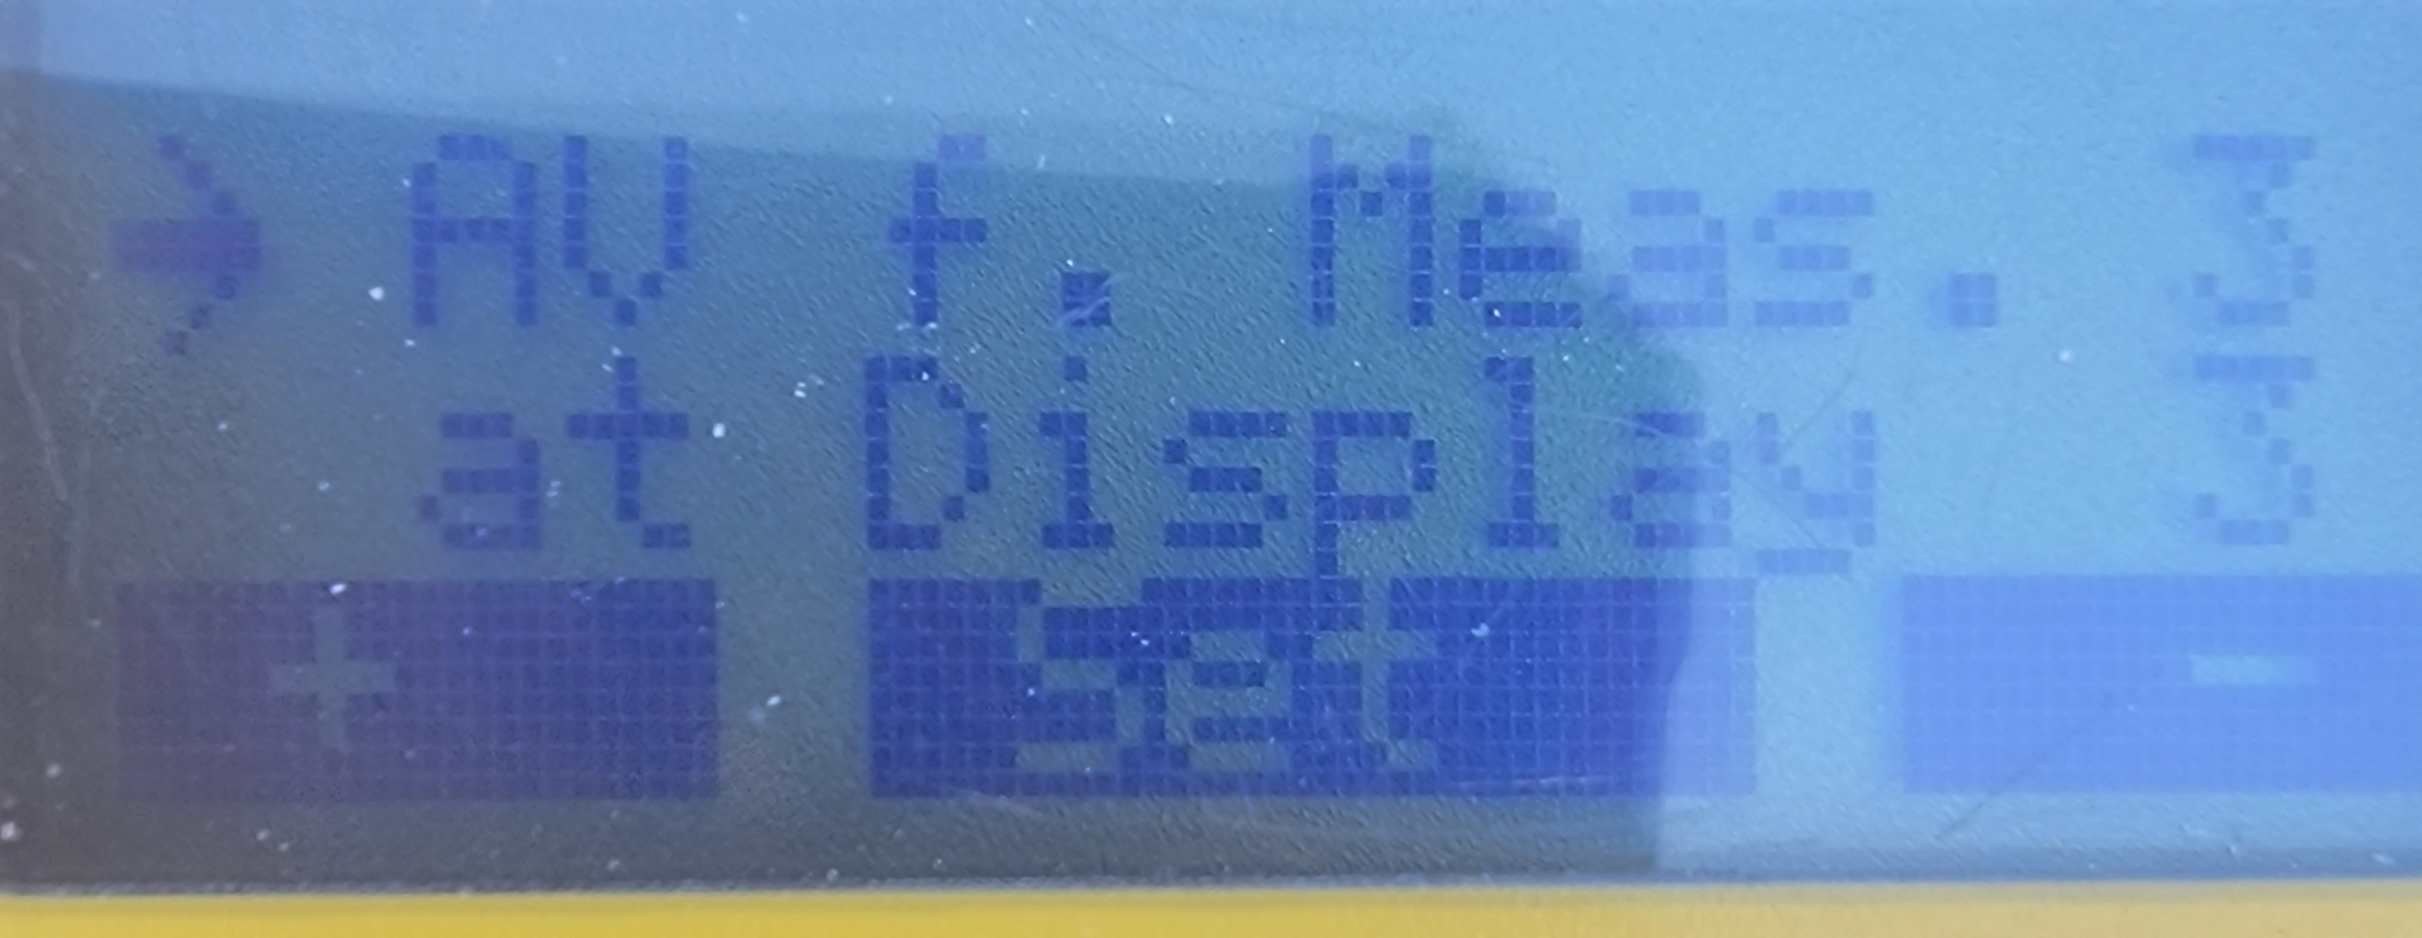 → AV f. Meas. 3
at Display 3
+ Set -